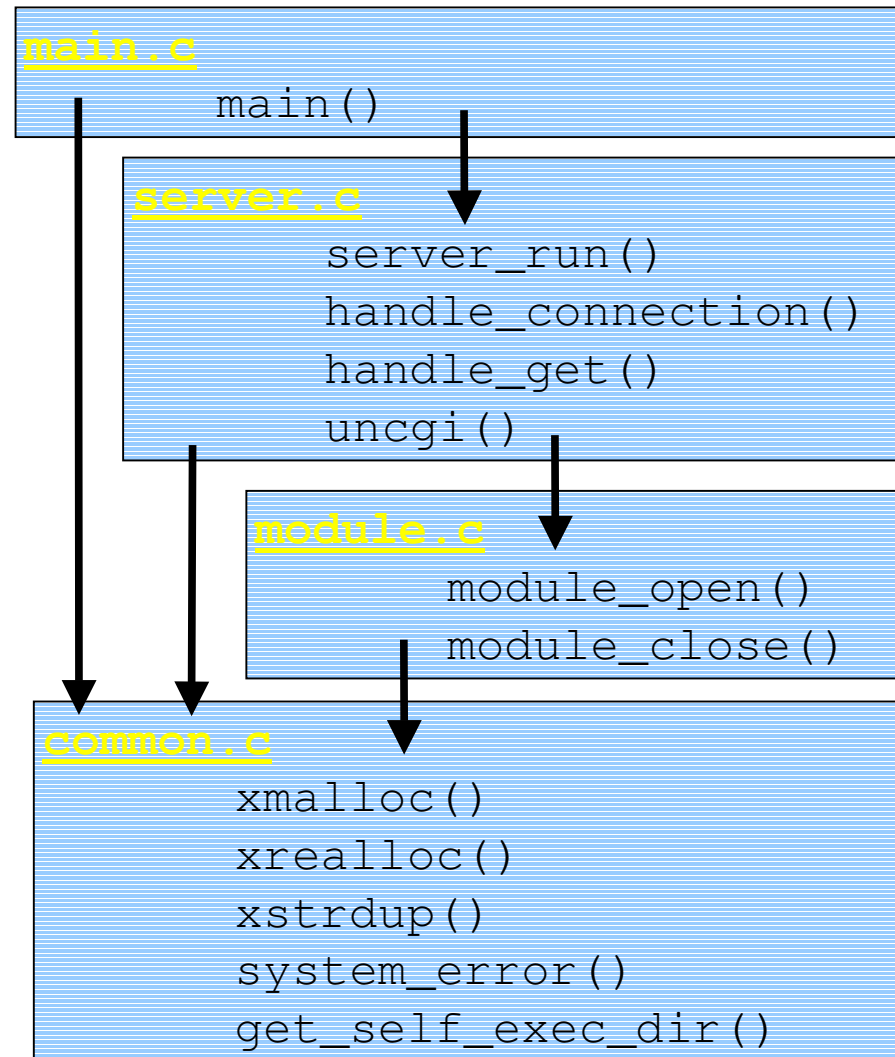 main.c
main()
server.c
server_run()
handle_connection()
handle_get()
uncgi()
module.c
module_open()
module_close()
common.c
xmalloc()
xrealloc()
xstrdup()
system_error()
get_self_exec_dir()